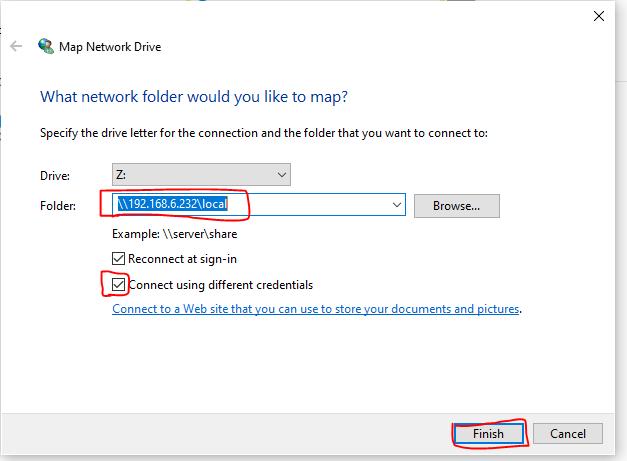 Map Network Drive
What network folder would you like to map?
Specify the drive letter for the connection and the folder that you want to connect to:
Drive: Z:
Folder: \\192.168.6.232\local Browse...
Example: \\server\share
Reconnect at sign-in
Connect using different credentials
Connect to a Web site that you can use to store your documents and pictures.
Finish Cancel